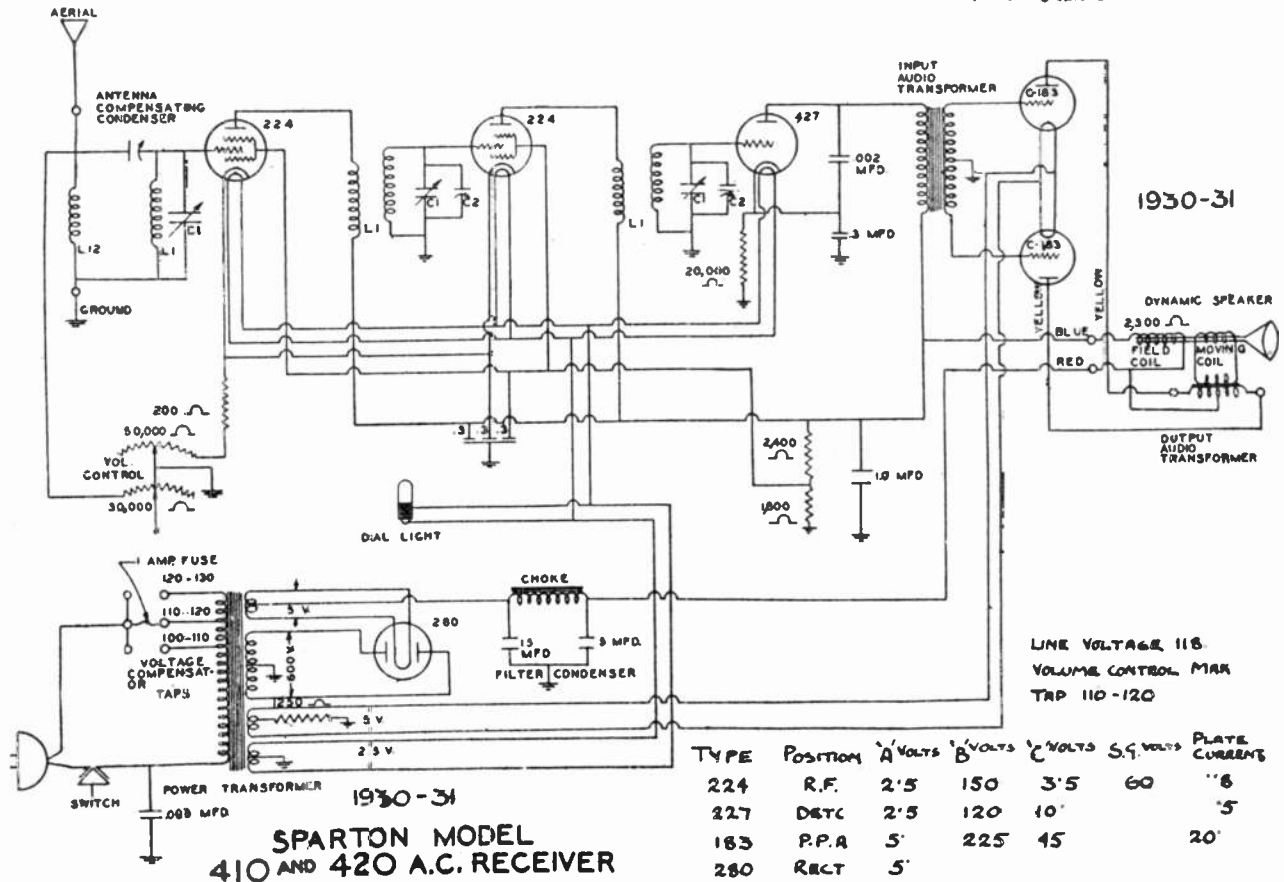 AERIAL
ANTENNA
COMPENSATING
CONDENSER
224
224
427
INPUT
AUDIO
TRANSFORMER
C-183
.002
MFD.
.3 MFD
1930-31
L12
L1
C1
L1
C1
C2
L1
C1
C2
20,000
GROUND
C-183
YELLOW
YELLOW
DYNAMIC SPEAKER
2,300
BLUE
FIELD
COIL
MOVING
COIL
RED
OUTPUT
AUDIO
TRANSFORMER
200
50,000
VOL.
CONTROL
30,000
.3 .3 .3
2,400
1,800
1.0 MFD
DIAL LIGHT
1 AMP. FUSE
120-130
110-120
100-110
VOLTAGE
COMPENSAT-
OR
TAPS
5 V.
600 V.
280
CHOKE
15
MFD
3 MFD.
FILTER CONDENSER
1250
5 V.
2.5 V.
POWER TRANSFORMER
SWITCH
.093 MFD
1930-31
SPARTON MODEL
410 AND 420 A.C. RECEIVER
LINE VOLTAGE 118
VOLUME CONTROL MAX
TAP 110-120
TYPE POSITION 'A' VOLTS 'B' VOLTS 'C' VOLTS S.G. VOLTS PLATE CURRENT
224 R.F. 2.5 150 3.5 60 .8
227 DETC 2.5 120 10 .5
183 P.P.A 5 225 45 20
280 RECT 5